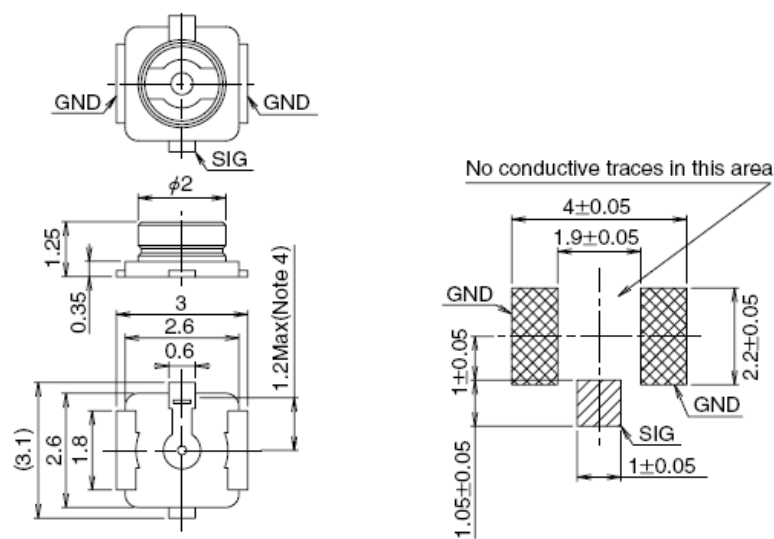 GND
GND
SIG
ϕ2
1.25
0.35
3
2.6
0.6
1.2Max(Note 4)
(3.1)
2.6
1.8
No conductive traces in this area
4±0.05
1.9±0.05
GND
2.2±0.05
1±0.05
GND
SIG
1±0.05
1.05±0.05